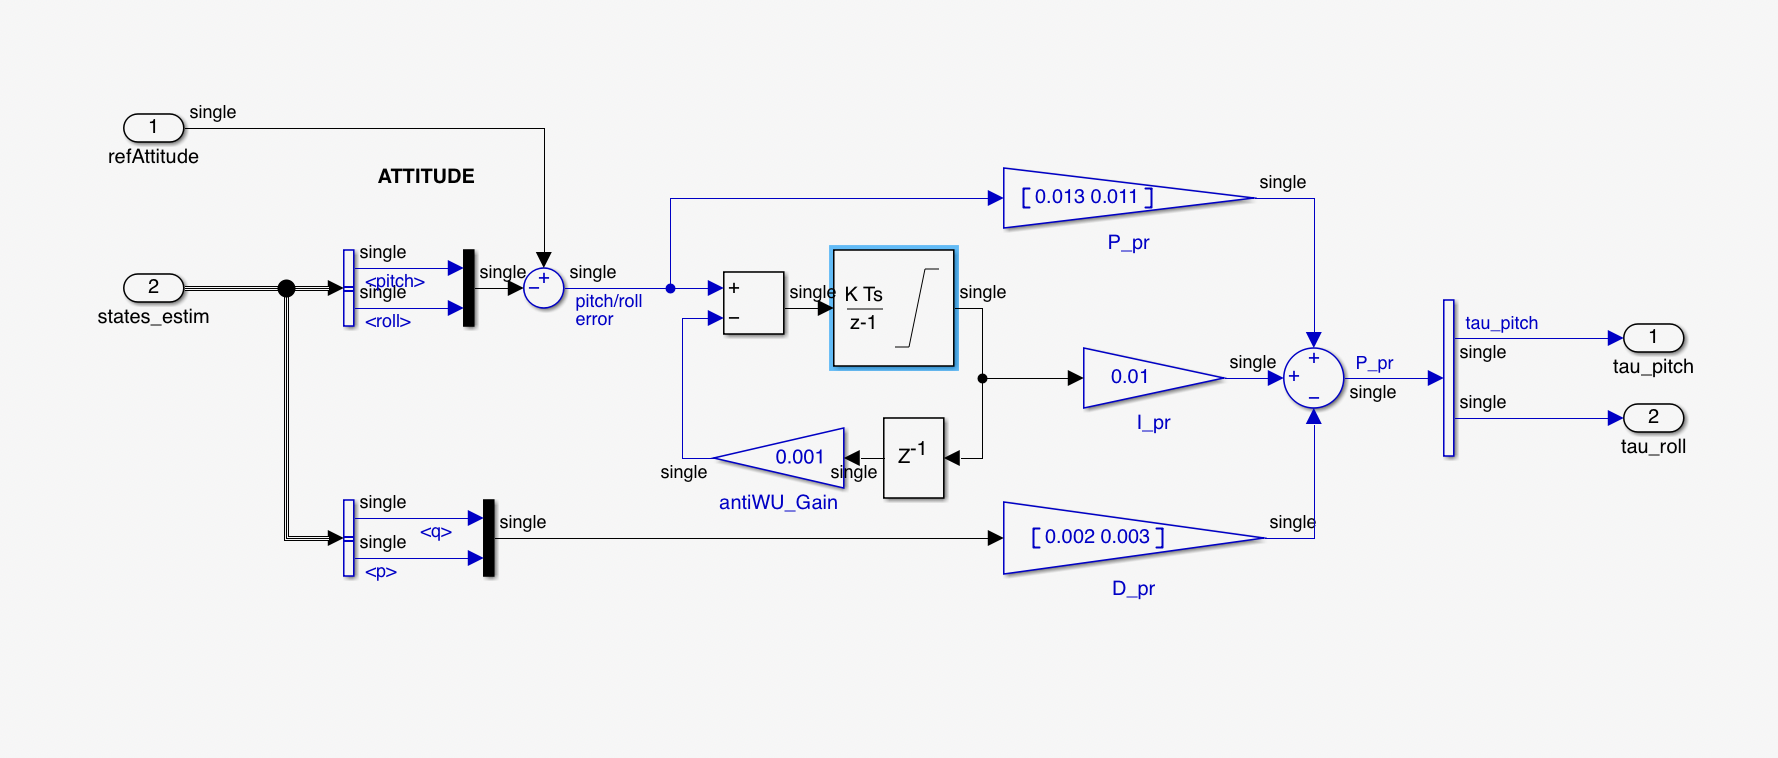 single
1
refAttitude
ATTITUDE
2
states_estim
single
<pitch>
single
<roll>
single
+
−
single
pitch/roll
error
+
−
single
K Ts
z-1
single
[ 0.013 0.011 ]
P_pr
single
0.01
I_pr
single
Z-1
single
0.001
antiWU_Gain
single
single
<q>
single
<p>
single
[ 0.002 0.003 ]
D_pr
single
+
+
−
P_pr
single
tau_pitch
single
1
tau_pitch
single
2
tau_roll